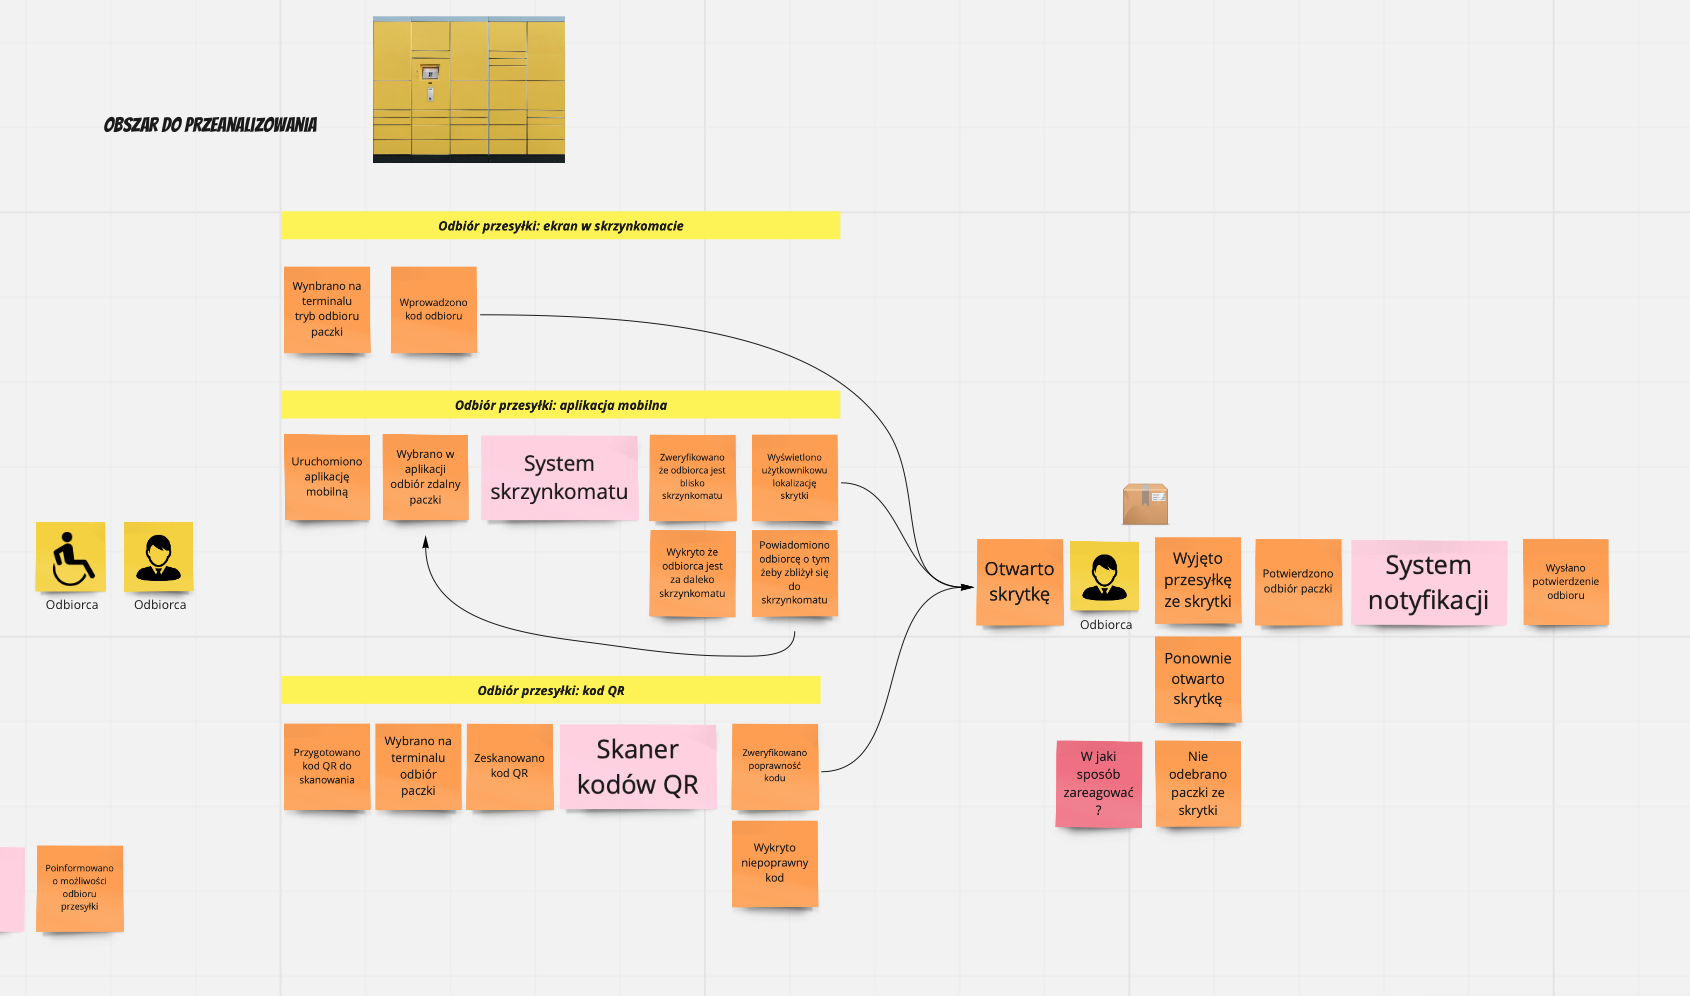 OBSZAR DO PRZEANALIZOWANIA
Odbiór przesyłki: ekran w skrzynkomacie
Wynbrano na
terminalu
tryb odbioru
paczki
Wprowadzono
kod odbioru
Odbiór przesyłki: aplikacja mobilna
Uruchomiono
aplikację
mobilną
Wybrano w
aplikacji
odbiór zdalny
paczki
System
skrzynkomatu
Zweryfikowano
że odbiorca jest
blisko
skrzynkomatu
Wyświetlono
użytkownikowu
lokalizację
skrytki
Wykryto że
odbiorca jest
za daleko
skrzynkomatu
Powiadomiono
odbiorcę o tym
żeby zbliżył się
do
skrzynkomatu
Odbiorca
Odbiorca
Otwarto
skrytkę
Odbiorca
Wyjęto
przesyłkę
ze skrytki
Potwierdzono
odbiór paczki
System
notyfikacji
Wysłano
potwierdzenie
odbioru
Ponownie
otwarto
skrytkę
W jaki
sposób
zareagować
?
Nie
odebrano
paczki ze
skrytki
Odbiór przesyłki: kod QR
Przygotowano
kod QR do
skanowania
Wybrano na
terminalu
odbiór
paczki
Zeskanowano
kod QR
Skaner
kodów QR
Zweryfikowano
poprawność
kodu
Wykryto
niepoprawny
kod
Poinformowano
o możliwości
odbioru
przesyłki